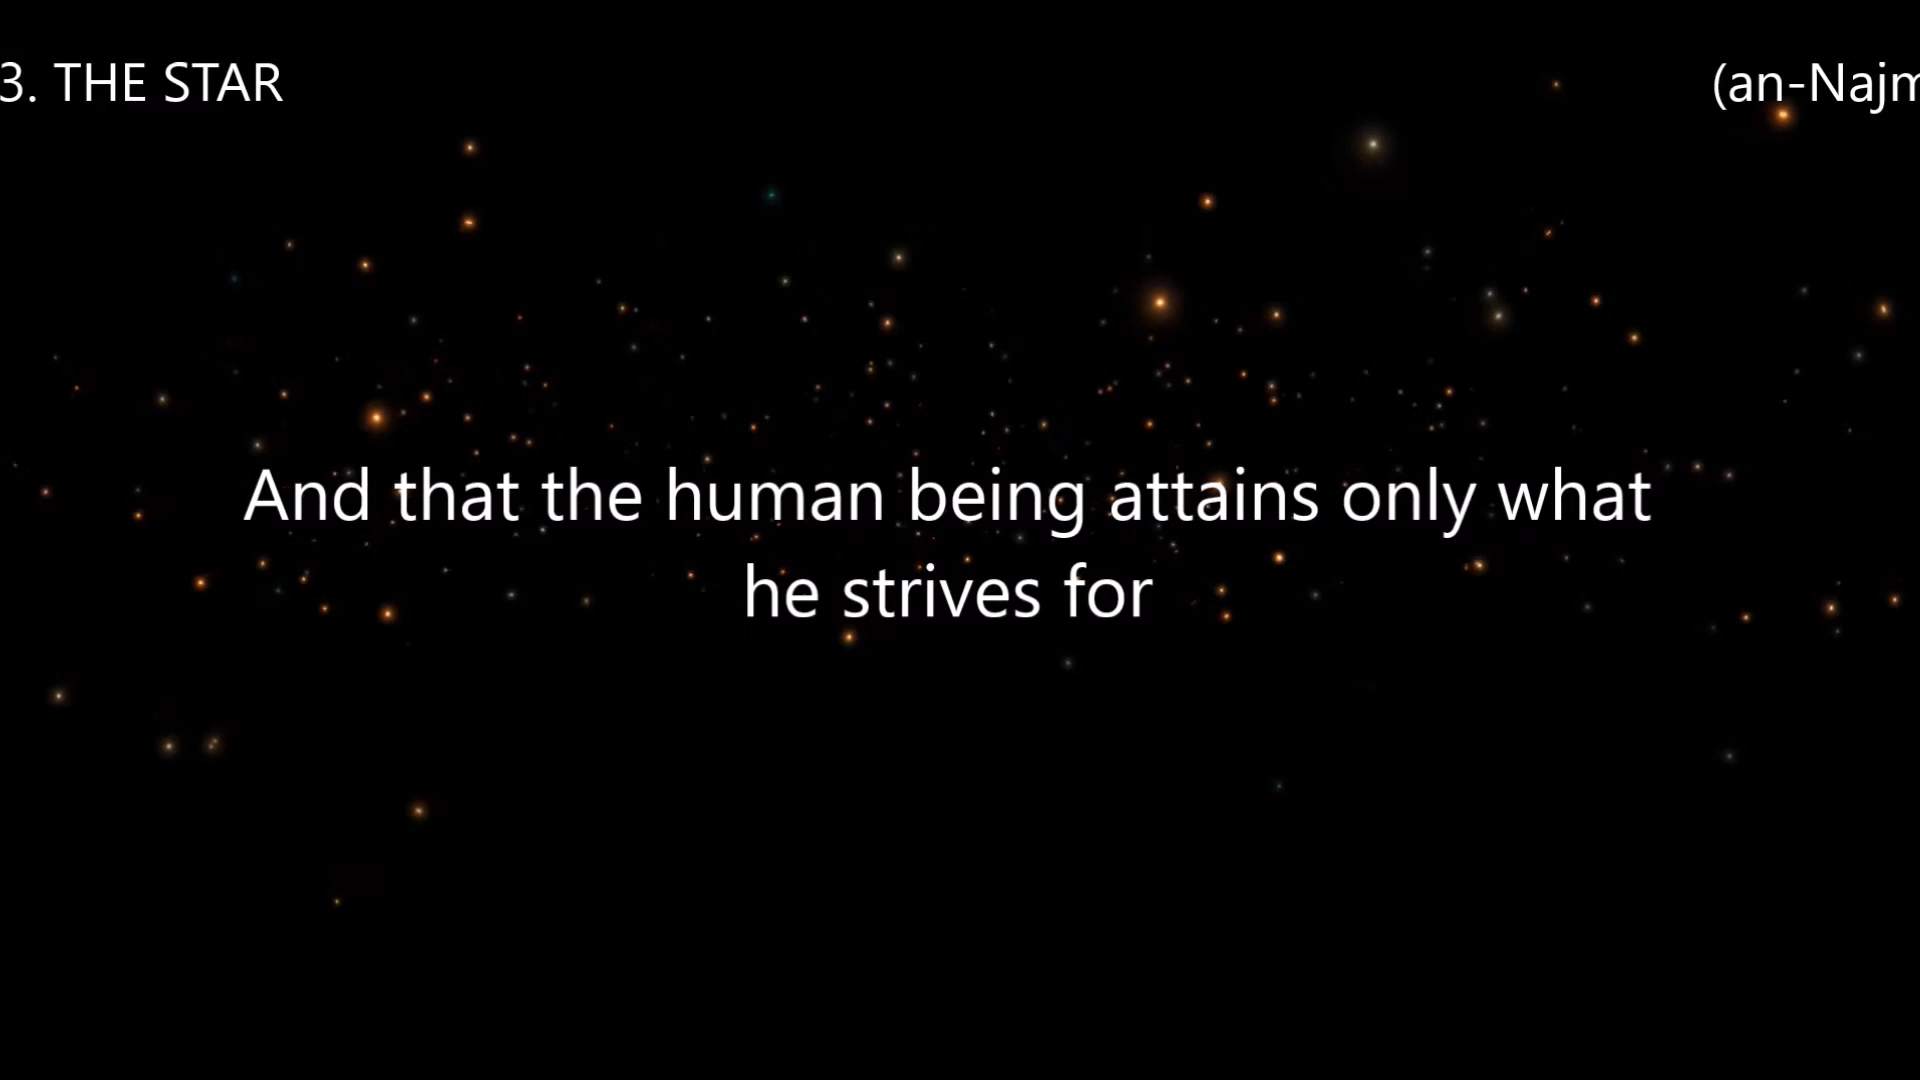 3. THE STAR
(an-Najm
And that the human being attains only what
he strives for